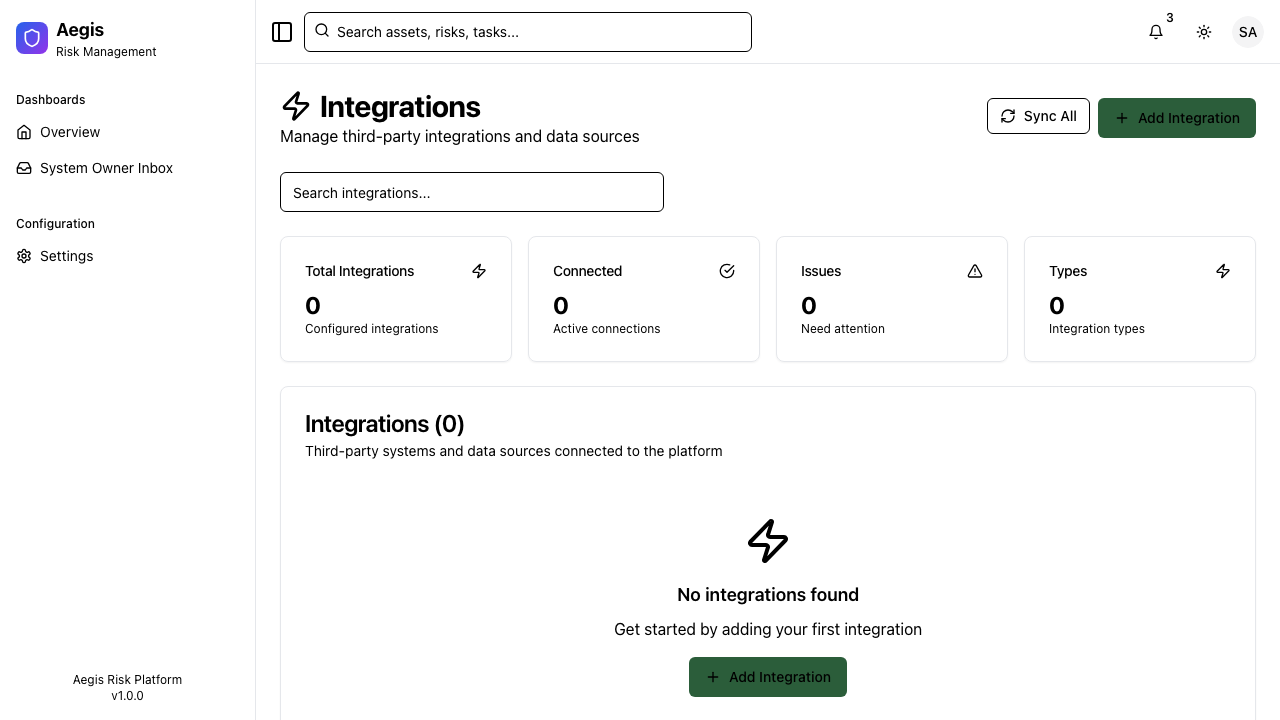 Aegis
Risk Management
Dashboards
Overview
System Owner Inbox
Configuration
Settings
Aegis Risk Platform
v1.0.0
Search assets, risks, tasks...
3
SA
Integrations
Manage third-party integrations and data sources
Sync All
Add Integration
Search integrations...
Total Integrations
0
Configured integrations
Connected
0
Active connections
Issues
0
Need attention
Types
0
Integration types
Integrations (0)
Third-party systems and data sources connected to the platform
No integrations found
Get started by adding your first integration
Add Integration